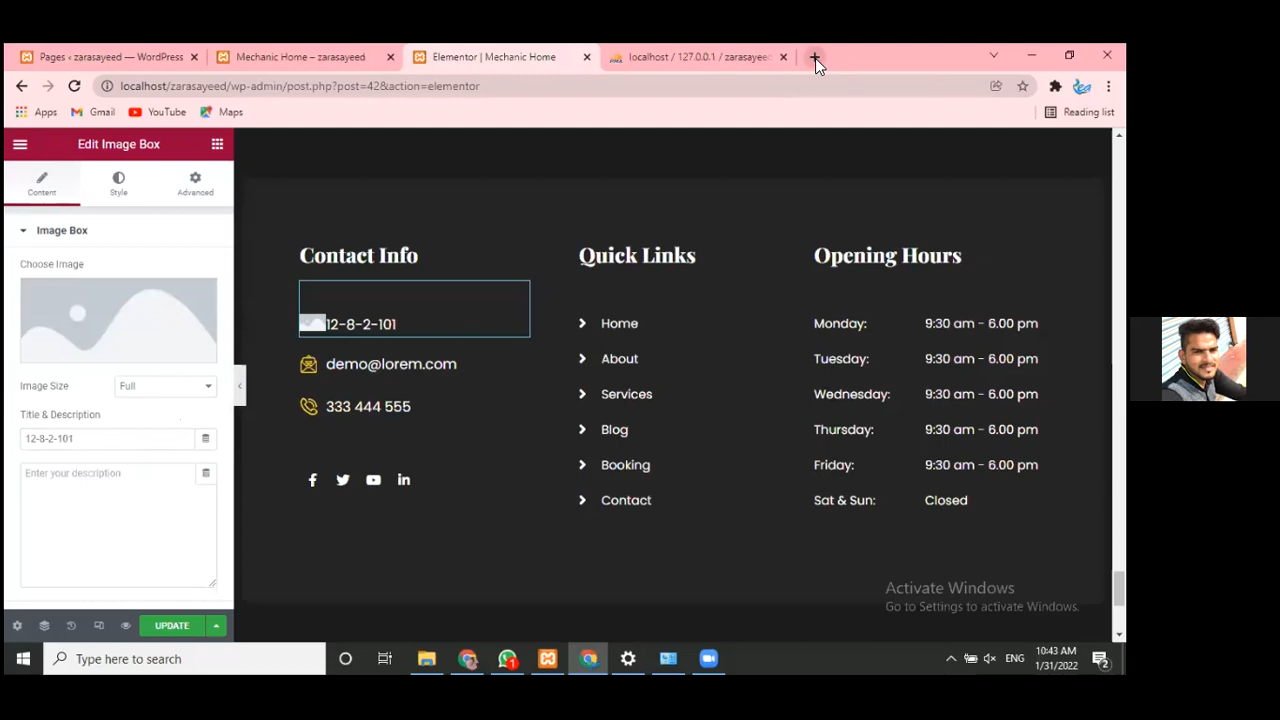 Pages ‹ zarasayeed — WordPress
Mechanic Home – zarasayeed
Elementor | Mechanic Home
localhost / 127.0.0.1 / zarasayeed
localhost/zarasayeed/wp-admin/post.php?post=42&action=elementor
Apps
Gmail
YouTube
Maps
Reading list
Edit Image Box
Content
Style
Advanced
Image Box
Choose Image
Image Size
Full
Title & Description
12-8-2-101
Enter your description
UPDATE
Contact Info
12-8-2-101
demo@lorem.com
333 444 555
Quick Links
Home
About
Services
Blog
Booking
Contact
Opening Hours
Monday: 9:30 am - 6.00 pm
Tuesday: 9:30 am - 6.00 pm
Wednesday: 9:30 am - 6.00 pm
Thursday: 9:30 am - 6.00 pm
Friday: 9:30 am - 6.00 pm
Sat & Sun: Closed
Activate Windows
Go to Settings to activate Windows.
Type here to search
1
ENG
10:43 AM
1/31/2022
2